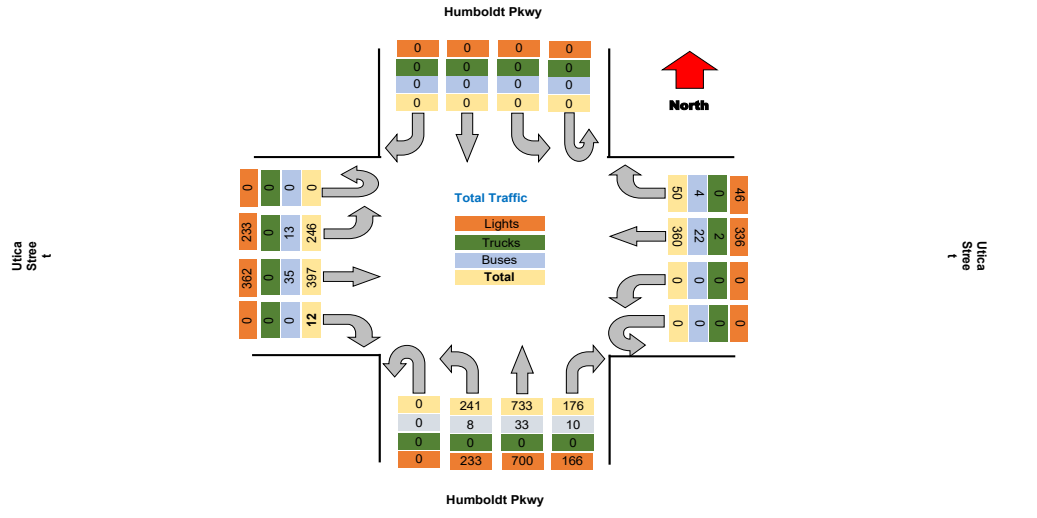 Humboldt Pkwy
0 0 0 0
0 0 0 0
0 0 0 0
0 0 0 0
North
Utica
Stree
t
0 0 0 0
233 0 13 246
362 0 35 397
0 0 0 12
Total Traffic
Lights
Trucks
Buses
Total
50 4 0 46
360 22 2 336
0 0 0 0
0 0 0 0
Utica
Stree
t
0 241 733 176
0 8 33 10
0 0 0 0
0 233 700 166
Humboldt Pkwy